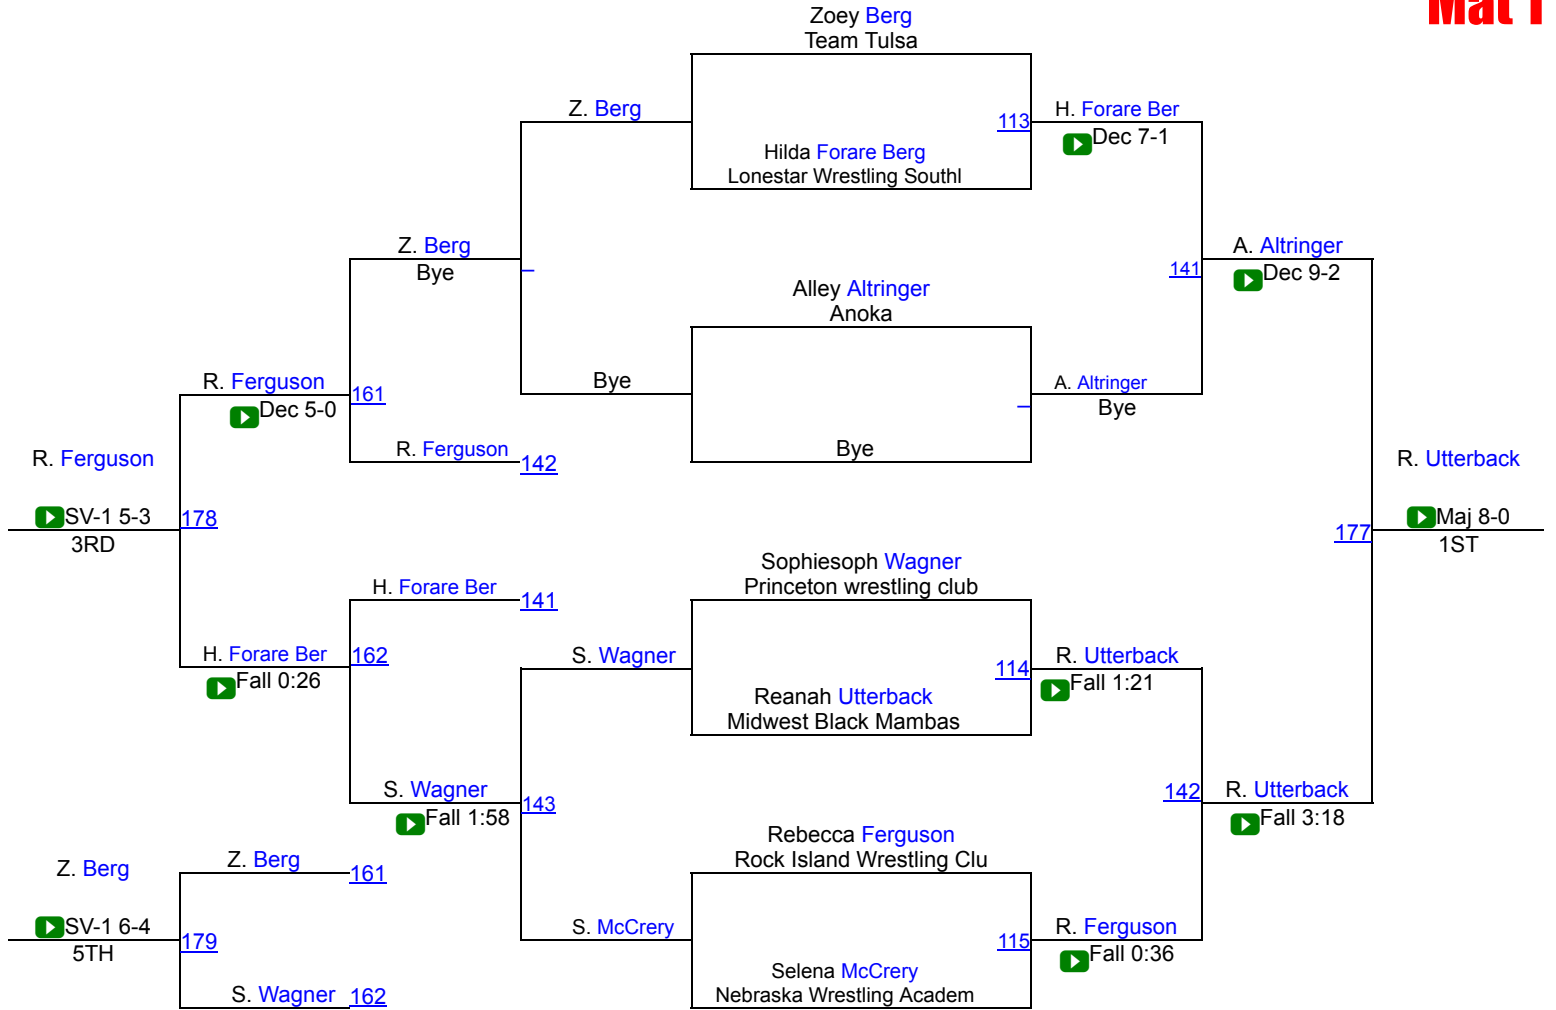 Mat 1
Zoey Berg
Team Tulsa
Z. Berg
113
H. Forare Ber
Dec 7-1
Hilda Forare Berg
Lonestar Wrestling Southl
Z. Berg
Bye
A. Altringer
Dec 9-2
141
Alley Altringer
Anoka
R. Ferguson
Dec 5-0
161
Bye
A. Altringer
Bye
R. Ferguson
142
Bye
R. Ferguson
SV-1 5-3
3RD
178
R. Utterback
Maj 8-0
1ST
177
Sophiesoph Wagner
Princeton wrestling club
H. Forare Ber
141
H. Forare Ber
Fall 0:26
162
S. Wagner
114
R. Utterback
Fall 1:21
Reanah Utterback
Midwest Black Mambas
S. Wagner
Fall 1:58
143
142
R. Utterback
Fall 3:18
Rebecca Ferguson
Rock Island Wrestling Clu
Z. Berg
Z. Berg
161
SV-1 6-4
5TH
179
S. McCrery
115
R. Ferguson
Fall 0:36
Selena McCrery
Nebraska Wrestling Academ
S. Wagner
162